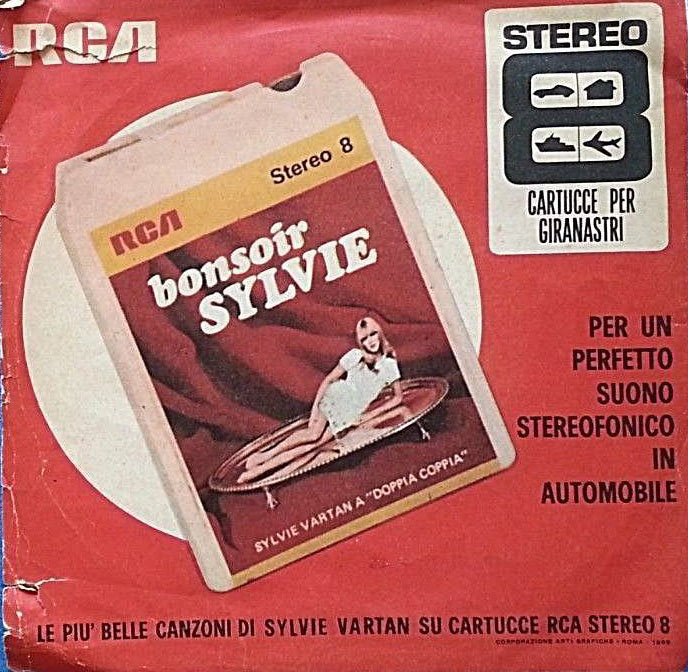 RCA
STEREO
8
CARTUCCE PER
GIRANASTRI
Stereo 8
RCA
bonsoir
SYLVIE
SYLVIE VARTAN A "DOPPIA COPPIA"
PER UN
PERFETTO
SUONO
STEREOFONICO
IN
AUTOMOBILE
LE PIU' BELLE CANZONI DI SYLVIE VARTAN SU CARTUCCE RCA STEREO 8
CORPORAZIONE ARTI GRAFICHE - ROMA - 1969